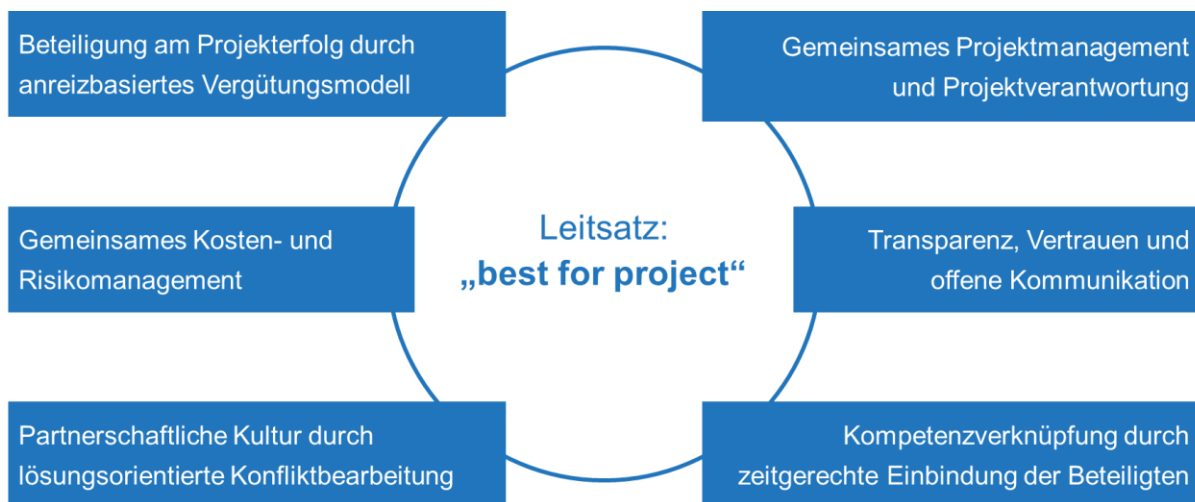 Beteiligung am Projekterfolg durch
anreizbasiertes Vergütungsmodell
Gemeinsames Projektmanagement
und Projektverantwortung
Leitsatz:
„best for project“
Gemeinsames Kosten- und
Risikomanagement
Transparenz, Vertrauen und
offene Kommunikation
Partnerschaftliche Kultur durch
lösungsorientierte Konfliktbearbeitung
Kompetenzverknüpfung durch
zeitgerechte Einbindung der Beteiligten